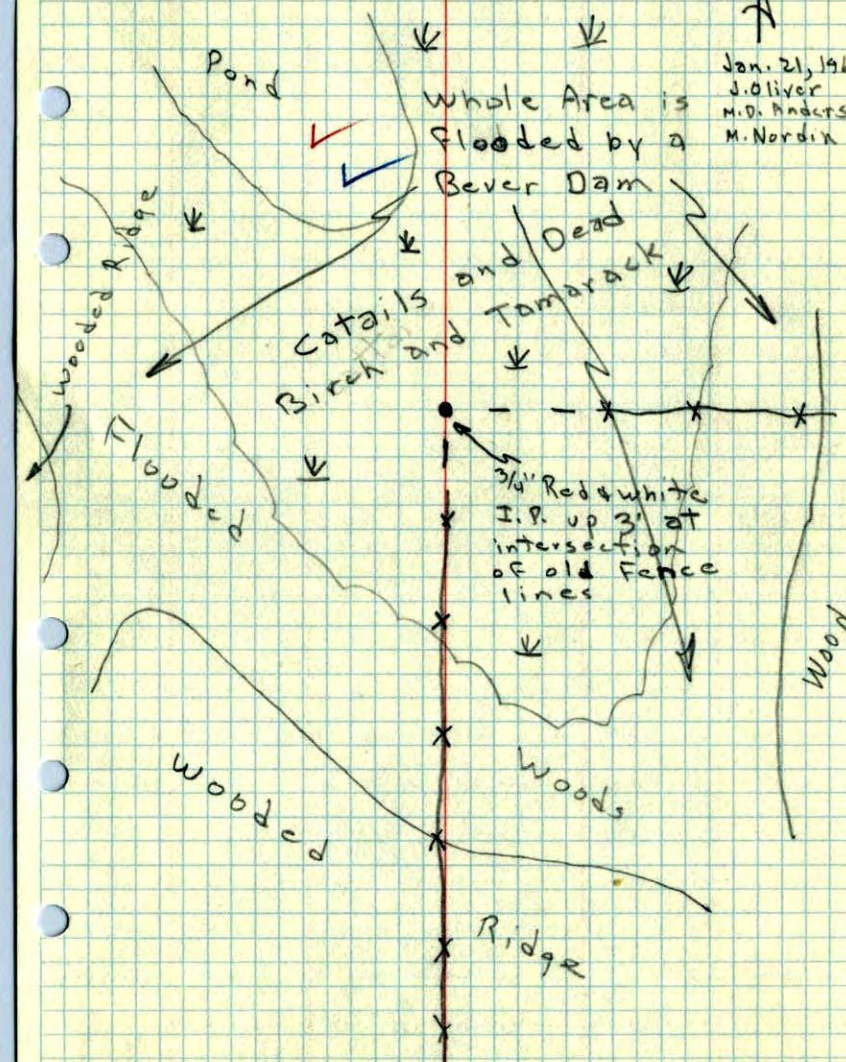 Pond
Jan. 21, 196
J. Oliver
M.D. Anders
M. Nordin
Whole Area is
Flooded by a
Bever Dam
Wooded Ridge
Catails and Dead
Birch and Tamarack
Flooded
3/4" Red & white
I.P. up 3' at
intersection
of old Fence
lines
Wood
Wooded
Woods
Ridge